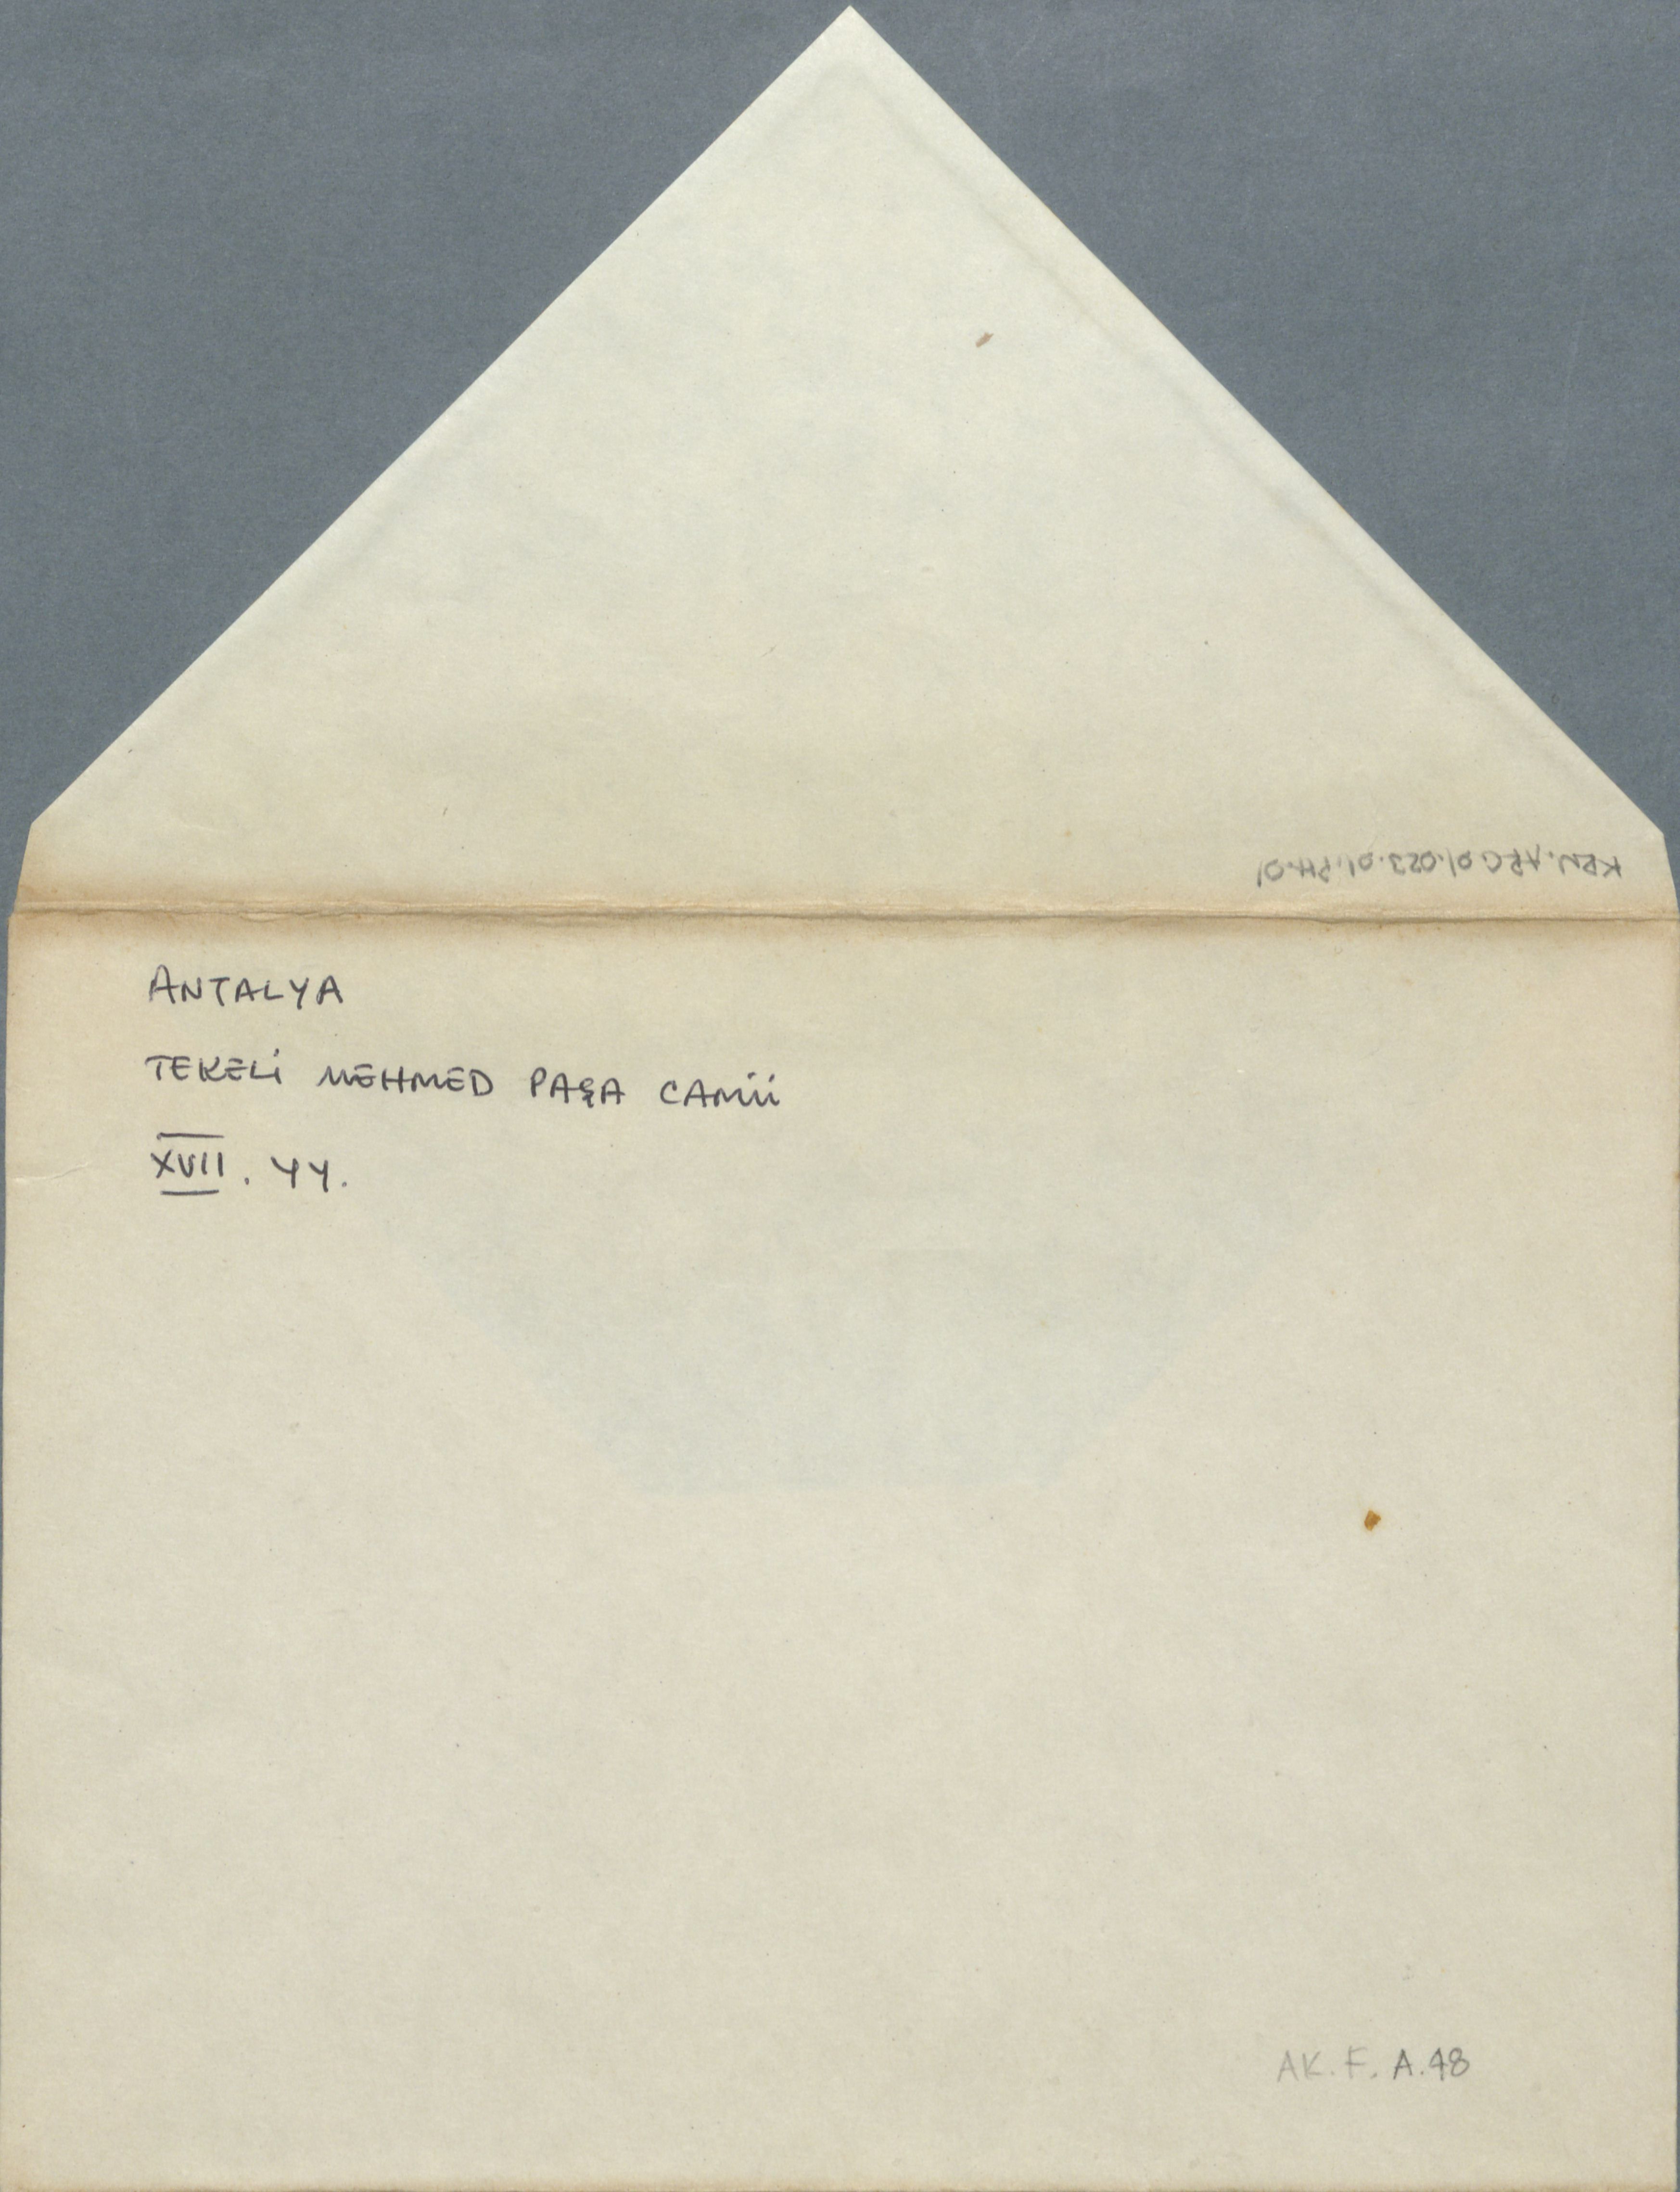 KRN.ARC.01.023.01.PH.01
ANTALYA
TEKELİ MEHMED PAŞA CAMİİ
XVII. YY.
AK.F.A.48